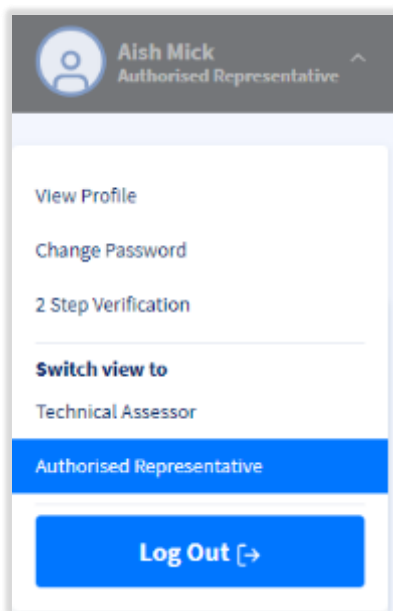 Aish Mick
Authorised Representative
View Profile
Change Password
2 Step Verification
Switch view to
Technical Assessor
Authorised Representative
Log Out